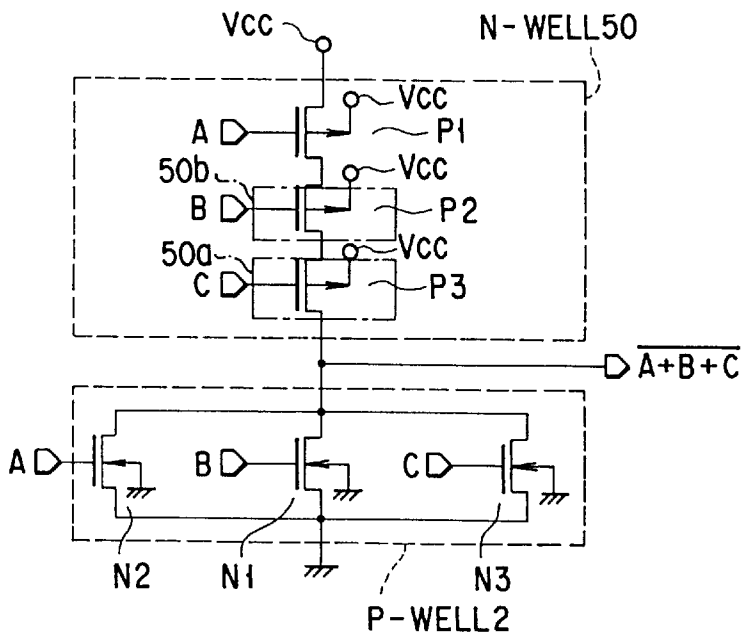 VCC
N-WELL50
VCC
A
P1
50b
VCC
B
P2
50a
VCC
C
P3
A+B+C
A
B
C
N2
N1
N3
P-WELL2